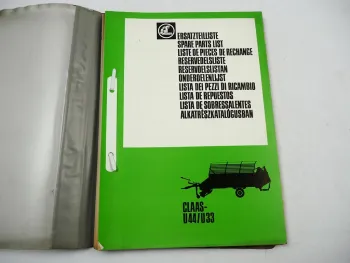 ERSATZTEILLISTE
SPARE PARTS LIST
LISTE DE PIECES DE RECHANGE
RESERVEDELSLISTE
RESERVDELSLISTAN
ONDERDELENLIJST
LISTA DEI PEZZI DI RICAMBIO
LISTA DE REPUESTOS
LISTA DE SOBRESSALENTES
ALKATRÉSZKATALÓGUSBAN
CLAAS-
U44/U33